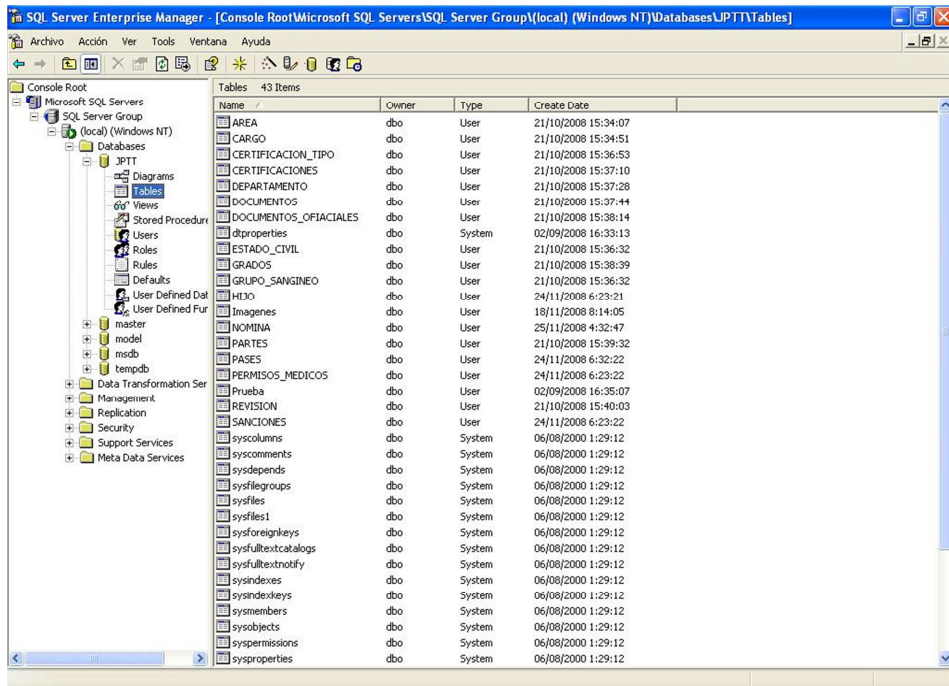 SQL Server Enterprise Manager - [Console Root\Microsoft SQL Servers\SQL Server Group\(local) (Windows NT)\Databases\JPTT\Tables]
Archivo Acción Ver Tools Ventana Ayuda
Console Root
Microsoft SQL Servers
SQL Server Group
(local) (Windows NT)
Databases
JPTT
Diagrams
Tables
Views
Stored Procedure
Users
Roles
Rules
Defaults
User Defined Dat
User Defined Fur
master
model
msdb
tempdb
Data Transformation Ser
Management
Replication
Security
Support Services
Meta Data Services
Tables 43 Items
Name Owner Type Create Date
AREA dbo User 21/10/2008 15:34:07
CARGO dbo User 21/10/2008 15:34:51
CERTIFICACION_TIPO dbo User 21/10/2008 15:36:53
CERTIFICACIONES dbo User 21/10/2008 15:37:10
DEPARTAMENTO dbo User 21/10/2008 15:37:28
DOCUMENTOS dbo User 21/10/2008 15:37:44
DOCUMENTOS_OFIACIALES dbo User 21/10/2008 15:38:14
dtproperties dbo System 02/09/2008 16:33:13
ESTADO_CIVIL dbo User 21/10/2008 15:36:32
GRADOS dbo User 21/10/2008 15:38:39
GRUPO_SANGINEO dbo User 21/10/2008 15:36:32
HIJO dbo User 24/11/2008 6:23:21
Imagenes dbo User 18/11/2008 8:14:05
NOMINA dbo User 25/11/2008 4:32:47
PARTES dbo User 21/10/2008 15:39:32
PASES dbo User 24/11/2008 6:32:22
PERMISOS_MEDICOS dbo User 24/11/2008 6:23:22
Prueba dbo User 02/09/2008 16:35:07
REVISION dbo User 21/10/2008 15:40:03
SANCIONES dbo User 24/11/2008 6:23:22
syscolumns dbo System 06/08/2000 1:29:12
syscomments dbo System 06/08/2000 1:29:12
sysdepends dbo System 06/08/2000 1:29:12
sysfilegroups dbo System 06/08/2000 1:29:12
sysfiles dbo System 06/08/2000 1:29:12
sysfiles1 dbo System 06/08/2000 1:29:12
sysforeignkeys dbo System 06/08/2000 1:29:12
sysfulltextcatalogs dbo System 06/08/2000 1:29:12
sysfulltextnotify dbo System 06/08/2000 1:29:12
sysindexes dbo System 06/08/2000 1:29:12
sysindexkeys dbo System 06/08/2000 1:29:12
sysmembers dbo System 06/08/2000 1:29:12
sysobjects dbo System 06/08/2000 1:29:12
syspermissions dbo System 06/08/2000 1:29:12
sysproperties dbo System 06/08/2000 1:29:12